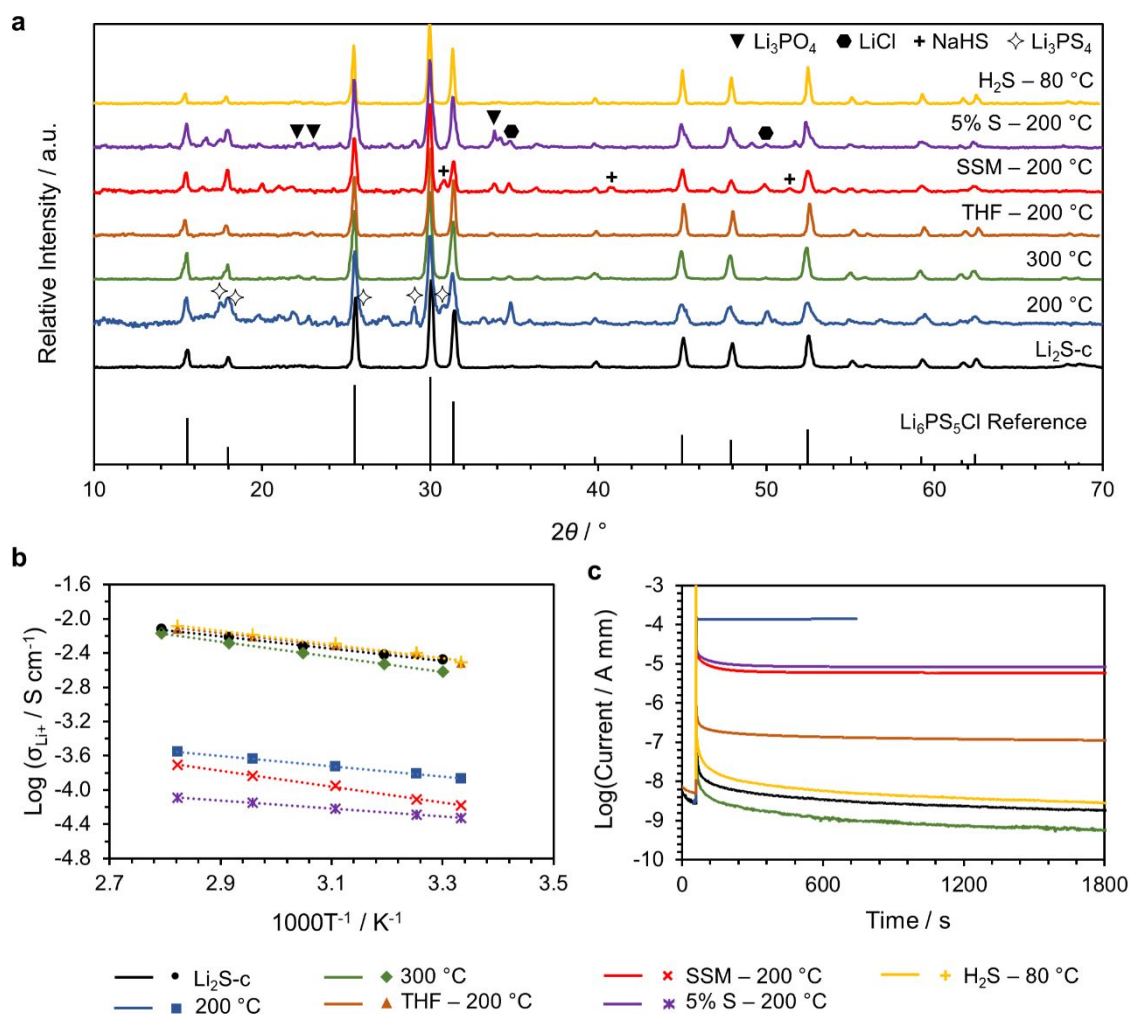 a
▼ Li₃PO₄ ⬢ LiCl + NaHS ✧ Li₃PS₄
H₂S – 80 °C
5% S – 200 °C
SSM – 200 °C
THF – 200 °C
300 °C
200 °C
Li₂S-c
Li₆PS₅Cl Reference
Relative Intensity / a.u.
10 20 30 40 50 60 70
2θ / °
b
Log (σLi+ / S cm⁻¹)
-1.6
-2.0
-2.4
-2.8
-3.2
-3.6
-4.0
-4.4
-4.8
2.7 2.9 3.1 3.3 3.5
1000T⁻¹ / K⁻¹
c
Log(Current / A mm)
-3
-4
-5
-6
-7
-8
-9
-10
0 600 1200 1800
Time / s
Li₂S-c 300 °C SSM – 200 °C H₂S – 80 °C
200 °C THF – 200 °C 5% S – 200 °C